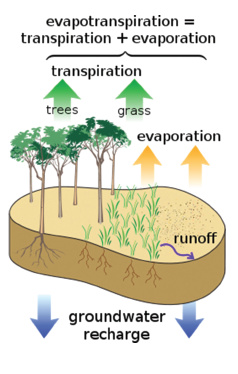 evapotranspiration =
transpiration + evaporation
transpiration
trees
grass
evaporation
runoff
groundwater
recharge